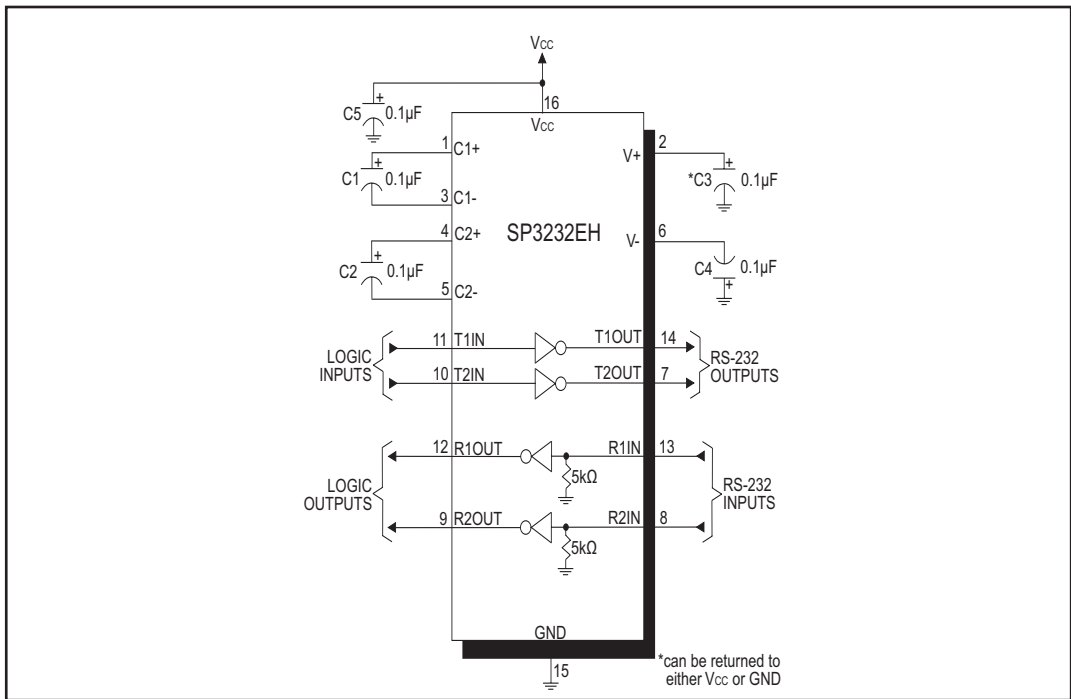 VCC
16
VCC
+
C5
0.1µF
1
C1+
+
C1
0.1µF
3
C1-
4
C2+
+
C2
0.1µF
5
C2-
SP3232EH
V+
2
+
*C3
0.1µF
V-
6
C4
0.1µF
+
LOGIC
INPUTS
11
T1IN
T1OUT
14
10
T2IN
T2OUT
7
RS-232
OUTPUTS
LOGIC
OUTPUTS
12
R1OUT
R1IN
13
5kΩ
9
R2OUT
R2IN
8
5kΩ
RS-232
INPUTS
GND
15
*can be returned to
either VCC or GND